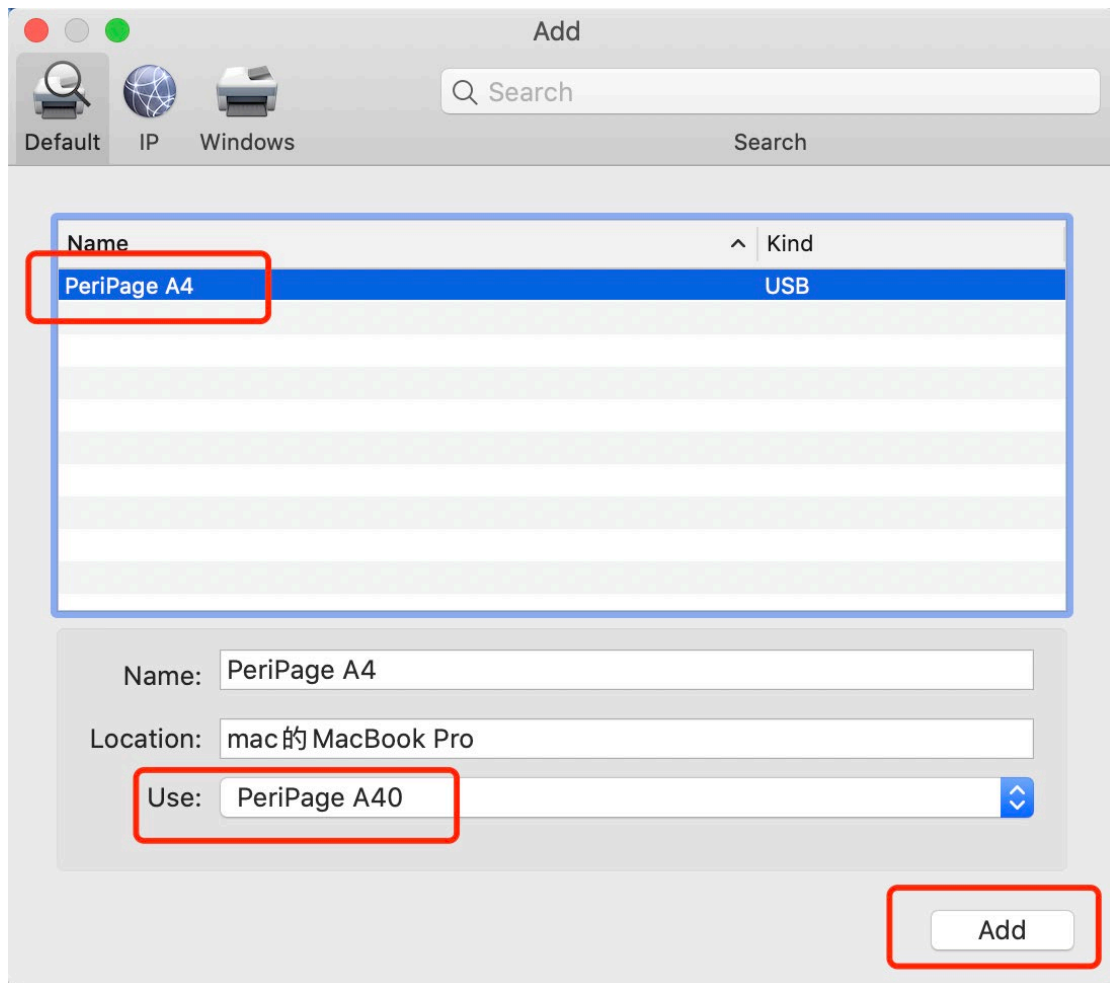 Add
Search
Default IP Windows Search
Name Kind
PeriPage A4 USB
Name: PeriPage A4
Location: mac的 MacBook Pro
Use: PeriPage A40
Add